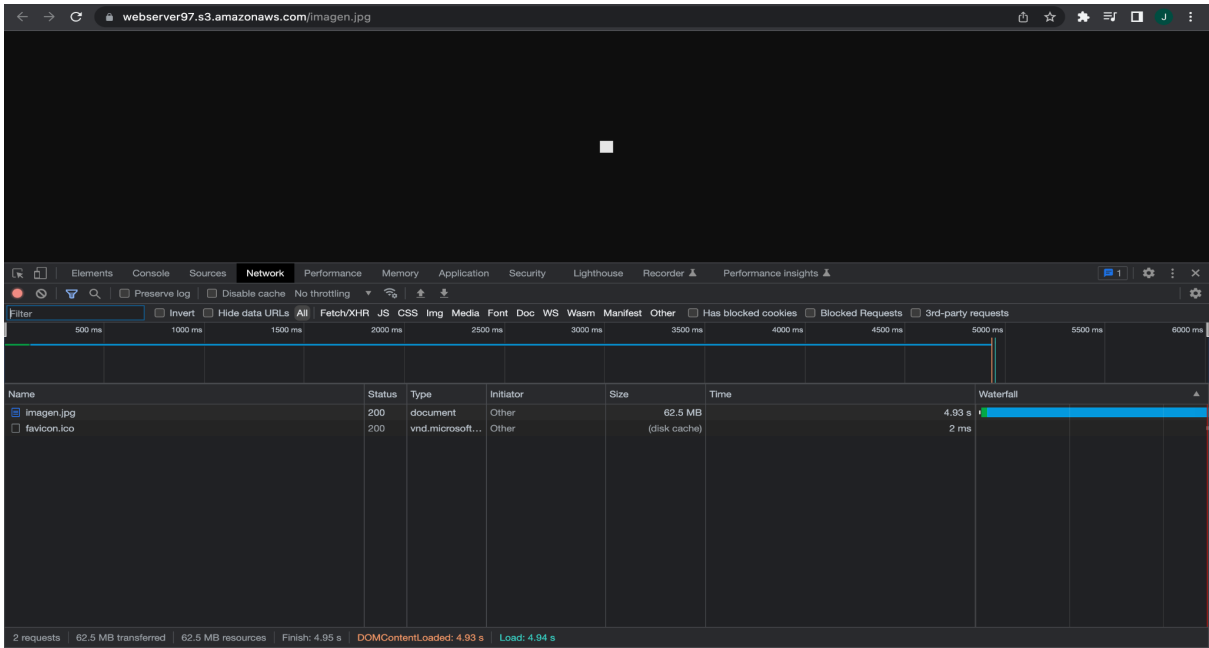 webserver97.s3.amazonaws.com/imagen.jpg J
Elements Console Sources Network Performance Memory Application Security Lighthouse Recorder Performance insights 1
Preserve log Disable cache No throttling
Filter Invert Hide data URLs All Fetch/XHR JS CSS Img Media Font Doc WS Wasm Manifest Other Has blocked cookies Blocked Requests 3rd-party requests
500 ms 1000 ms 1500 ms 2000 ms 2500 ms 3000 ms 3500 ms 4000 ms 4500 ms 5000 ms 5500 ms 6000 ms
Name Status Type Initiator Size Time Waterfall
imagen.jpg 200 document Other 62.5 MB 4.93 s
favicon.ico 200 vnd.microsoft... Other (disk cache) 2 ms
2 requests 62.5 MB transferred 62.5 MB resources Finish: 4.95 s DOMContentLoaded: 4.93 s Load: 4.94 s